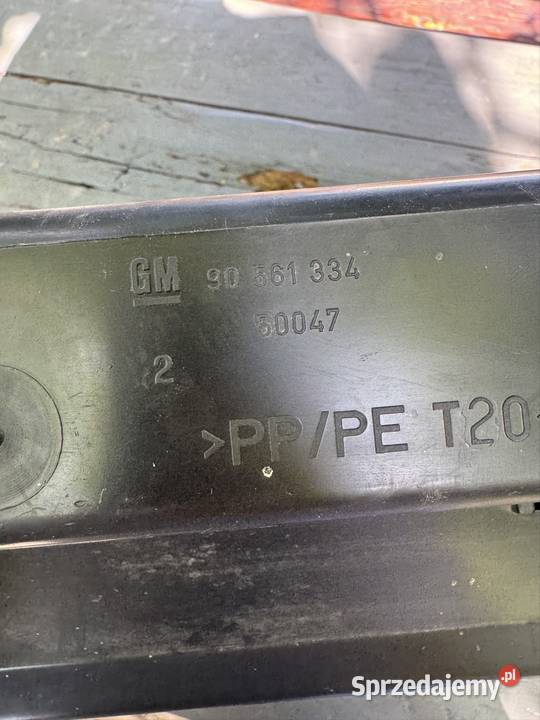 GM 90 561 334
50047
2
>PP/PE T20<
Sprzedajemy.pl